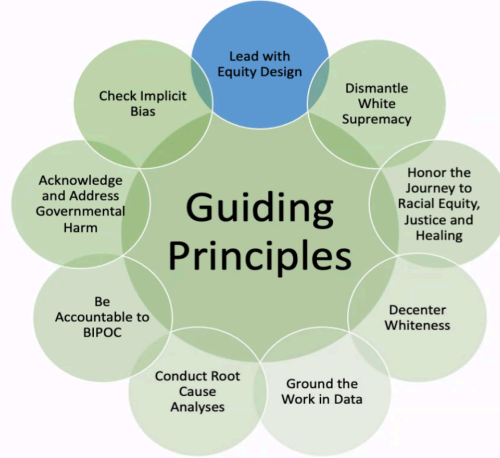 Lead with
Equity Design
Dismantle
White
Supremacy
Honor the
Journey to
Racial Equity,
Justice and
Healing
Decenter
Whiteness
Ground the
Work in Data
Conduct Root
Cause
Analyses
Be
Accountable to
BIPOC
Acknowledge
and Address
Governmental
Harm
Check Implicit
Bias
Guiding
Principles